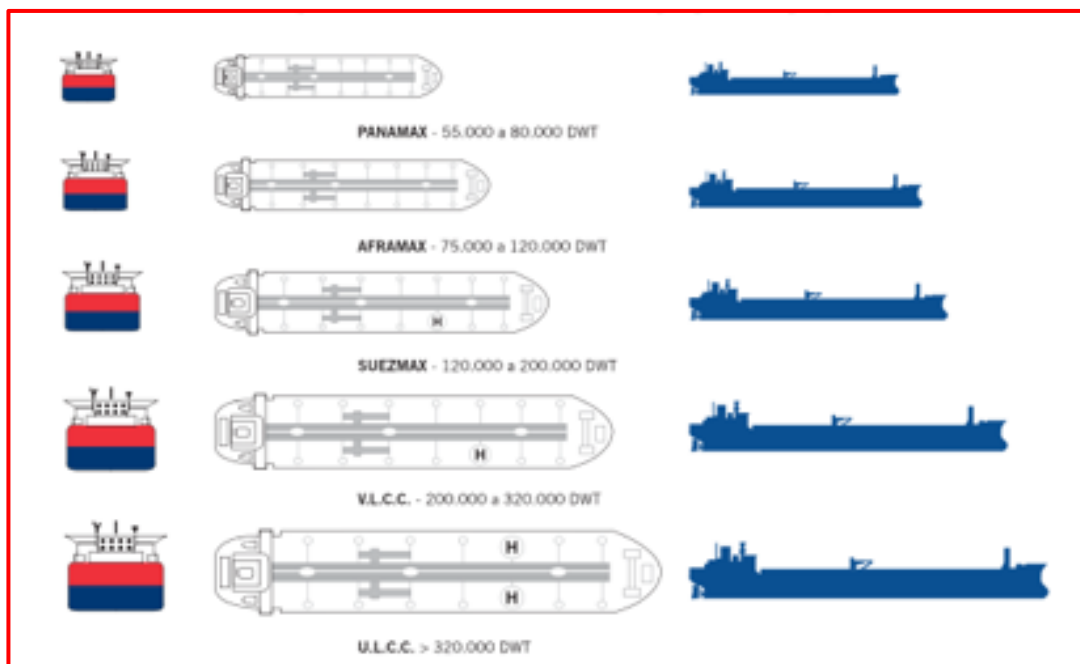 PANAMAX - 55.000 a 80.000 DWT
AFRAMAX - 75.000 a 120.000 DWT
H
SUEZMAX - 120.000 a 200.000 DWT
H
V.L.C.C. - 200.000 a 320.000 DWT
H
H
U.L.C.C. > 320.000 DWT